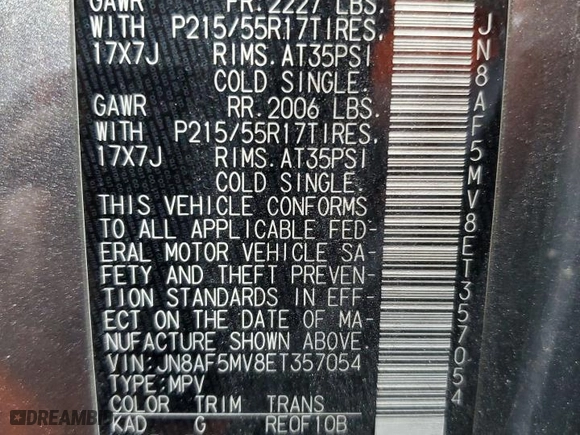 GAWR FR. 2227 LBS.
WITH P215/55R17TIRES,
17X7J RIMS. AT35PSI
COLD SINGLE.
GAWR RR. 2006 LBS.
WITH P215/55R17TIRES,
17X7J RIMS. AT35PSI
COLD SINGLE.
THIS VEHICLE CONFORMS
TO ALL APPLICABLE FED-
ERAL MOTOR VEHICLE SA-
FETY AND THEFT PREVEN-
TION STANDARDS IN EFF-
ECT ON THE DATE OF MA-
NUFACTURE SHOWN ABOVE.
VIN:JN8AF5MV8ET357054
TYPE:MPV
COLOR TRIM TRANS
KAD G RE0F10B
JN8AF5MV8ET357054
DREAMBI